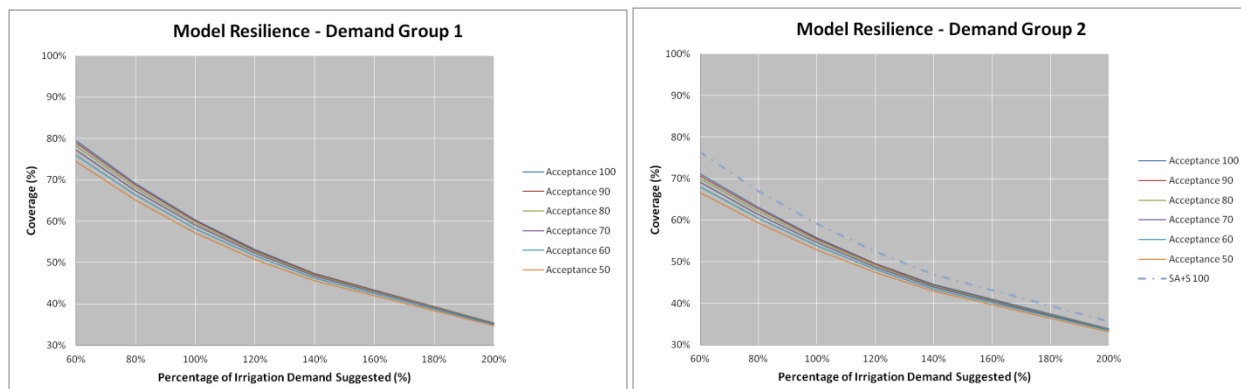 Model Resilience - Demand Group 1
100%
90%
80%
70%
60%
50%
40%
30%
Coverage (%)
60% 80% 100% 120% 140% 160% 180% 200%
Percentage of Irrigation Demand Suggested (%)
Acceptance 100
Acceptance 90
Acceptance 80
Acceptance 70
Acceptance 60
Acceptance 50
Model Resilience - Demand Group 2
100%
90%
80%
70%
60%
50%
40%
30%
Coverage (%)
60% 80% 100% 120% 140% 160% 180% 200%
Percentage of Irrigation Demand Suggested (%)
Acceptance 100
Acceptance 90
Acceptance 80
Acceptance 70
Acceptance 60
Acceptance 50
SA+S 100